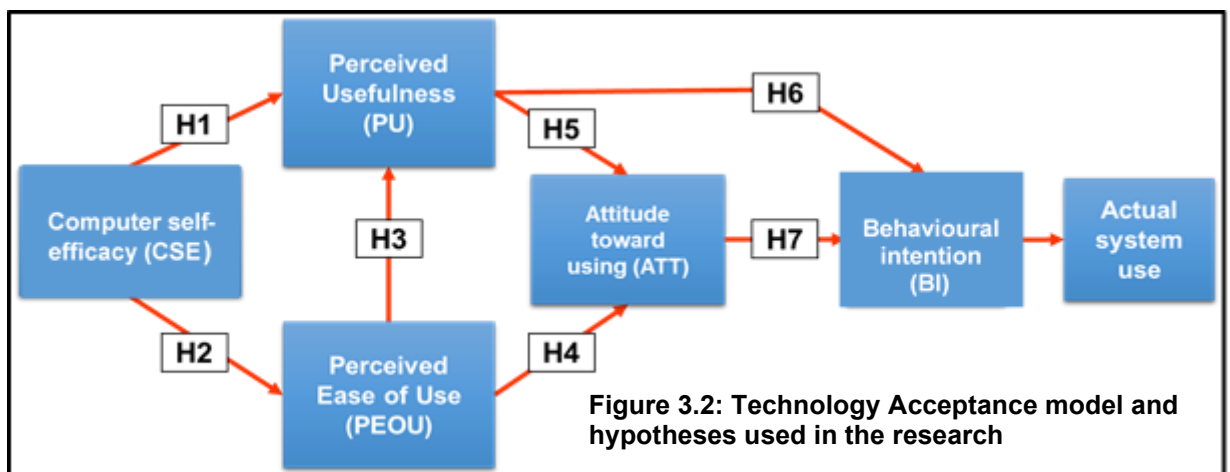 Perceived
Usefulness
(PU)
H6
H1
H5
Computer self-
efficacy (CSE)
H3
Attitude
toward
using (ATT)
H7
Behavioural
intention
(BI)
Actual
system
use
H2
Perceived
Ease of Use
(PEOU)
H4
Figure 3.2: Technology Acceptance model and
hypotheses used in the research